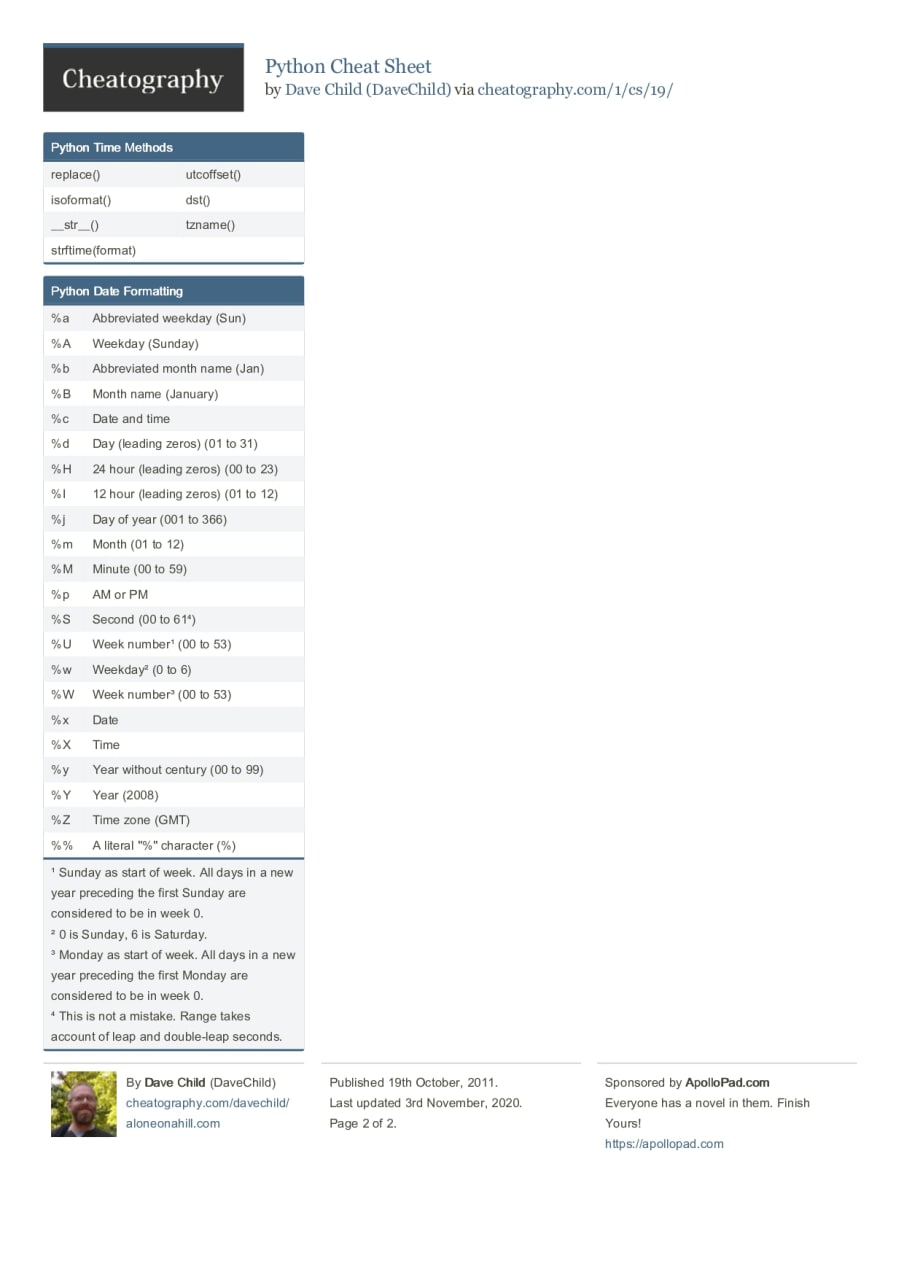 Cheatography
Python Cheat Sheet
by Dave Child (DaveChild) via cheatography.com/1/cs/19/
Python Time Methods
replace() utcoffset()
isoformat() dst()
__str__() tzname()
strftime(format)
Python Date Formatting
%a Abbreviated weekday (Sun)
%A Weekday (Sunday)
%b Abbreviated month name (Jan)
%B Month name (January)
%c Date and time
%d Day (leading zeros) (01 to 31)
%H 24 hour (leading zeros) (00 to 23)
%I 12 hour (leading zeros) (01 to 12)
%j Day of year (001 to 366)
%m Month (01 to 12)
%M Minute (00 to 59)
%p AM or PM
%S Second (00 to 61⁴)
%U Week number¹ (00 to 53)
%w Weekday² (0 to 6)
%W Week number³ (00 to 53)
%x Date
%X Time
%y Year without century (00 to 99)
%Y Year (2008)
%Z Time zone (GMT)
%% A literal "%" character (%)
¹ Sunday as start of week. All days in a new
year preceding the first Sunday are
considered to be in week 0.
² 0 is Sunday, 6 is Saturday.
³ Monday as start of week. All days in a new
year preceding the first Monday are
considered to be in week 0.
⁴ This is not a mistake. Range takes
account of leap and double-leap seconds.
By Dave Child (DaveChild)
cheatography.com/davechild/
aloneonahill.com
Published 19th October, 2011.
Last updated 3rd November, 2020.
Page 2 of 2.
Sponsored by ApolloPad.com
Everyone has a novel in them. Finish
Yours!
https://apollopad.com